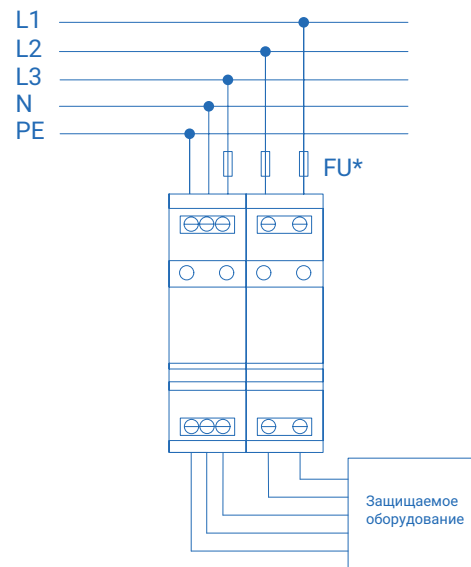 L1
L2
L3
N
PE
FU*
Защищаемое
оборудование